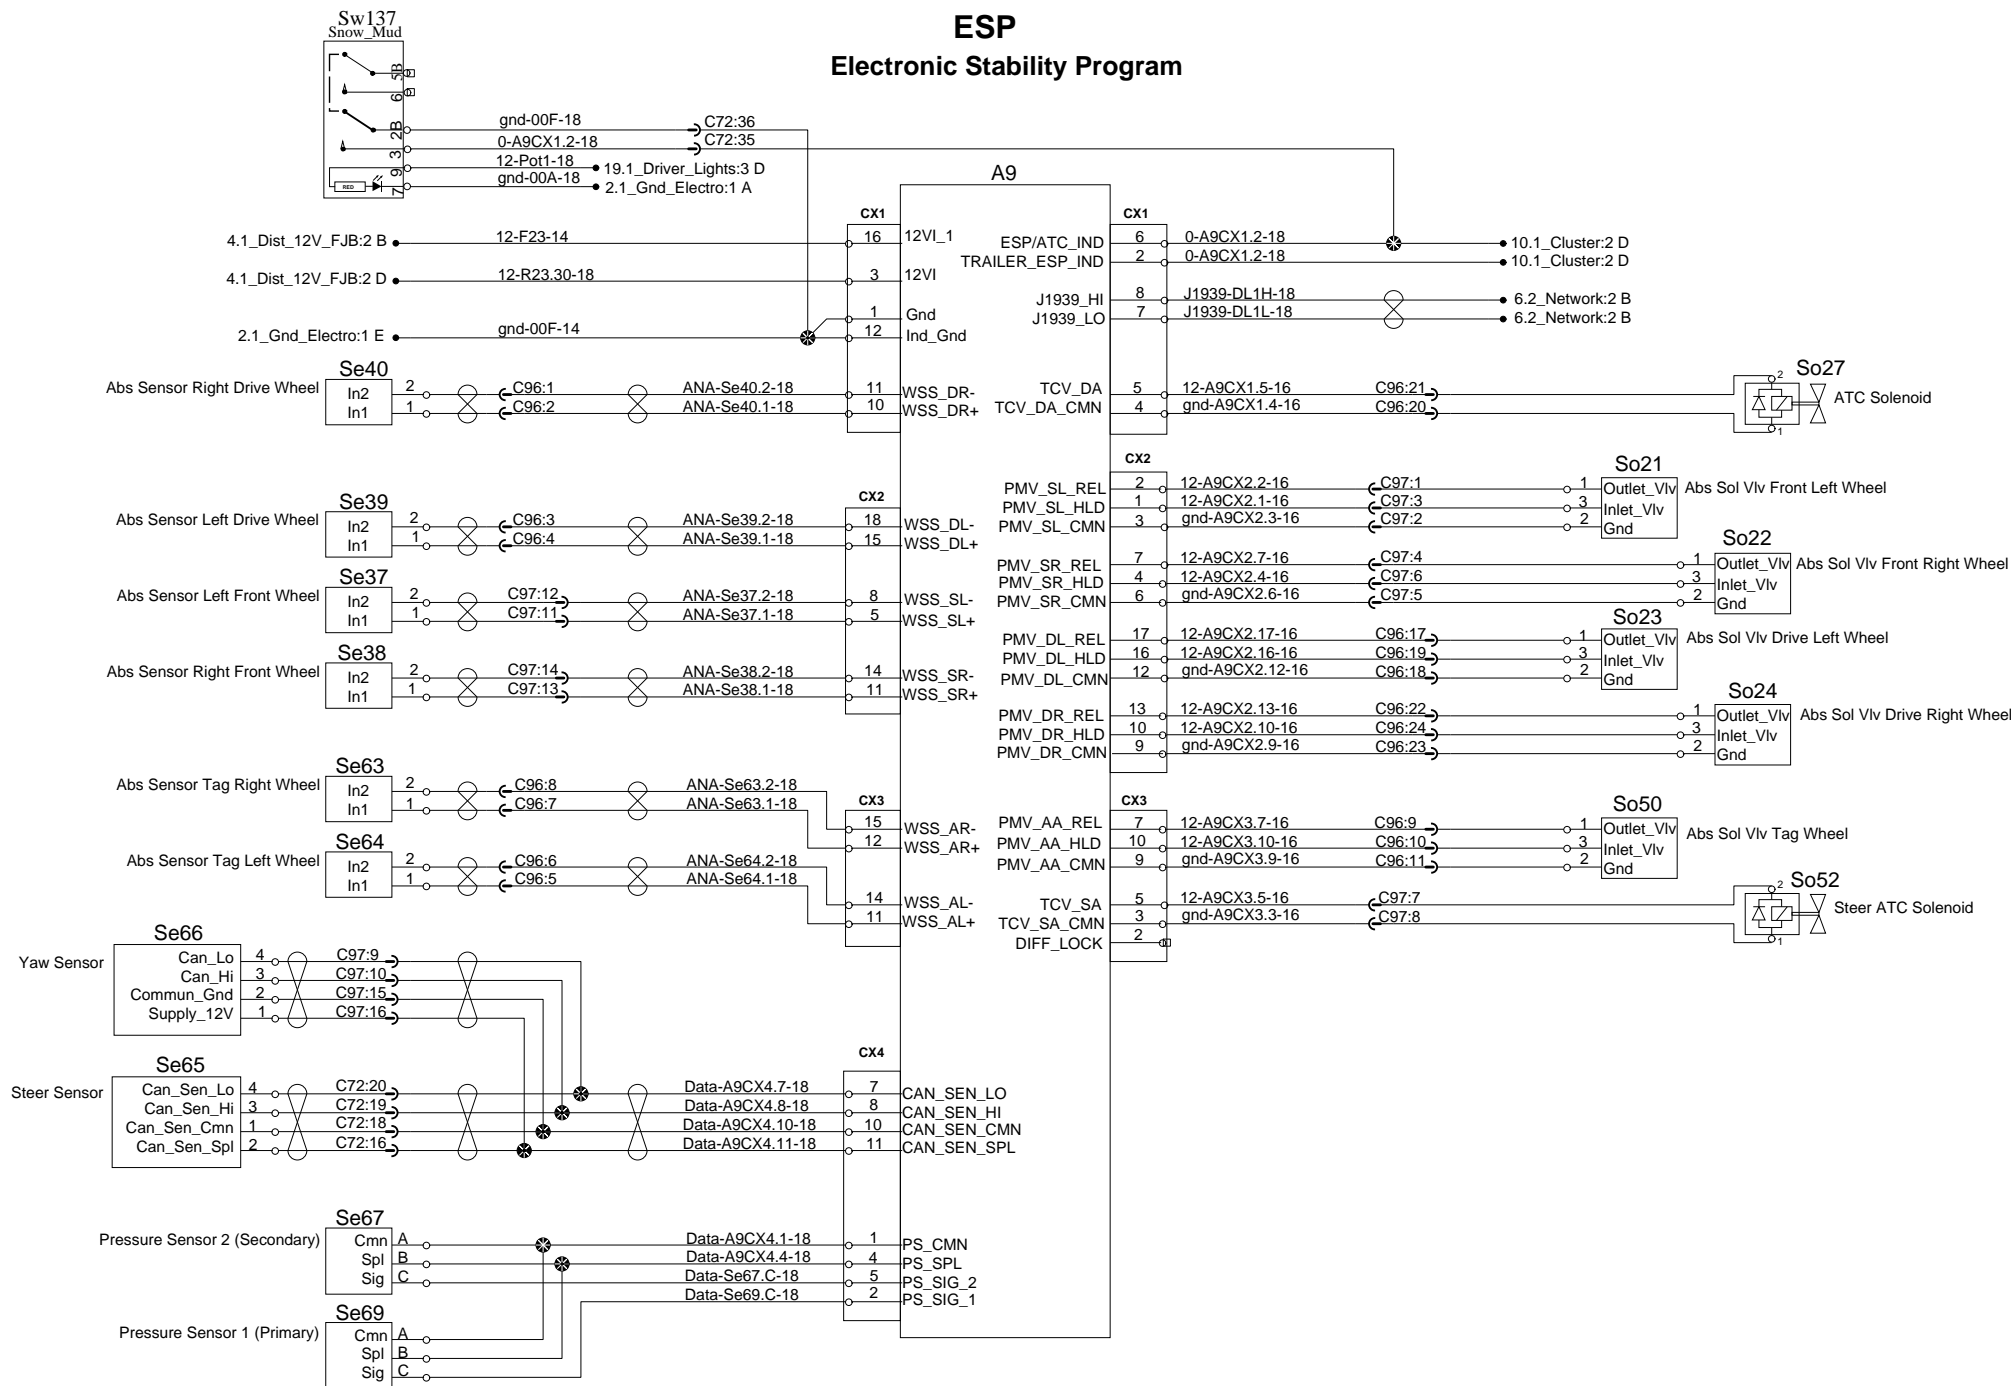 ESP
Electronic Stability Program
Sw137
Snow_Mud
5B
6
2B
3
9
7
RED
gnd-00F-18
C72:36
0-A9CX1.2-18
C72:35
12-Pot1-18
19.1_Driver_Lights:3 D
gnd-00A-18
2.1_Gnd_Electro:1 A
A9
CX1
4.1_Dist_12V_FJB:2 B
12-F23-14
16
12VI_1
4.1_Dist_12V_FJB:2 D
12-R23.30-18
3
12VI
1
Gnd
2.1_Gnd_Electro:1 E
gnd-00F-14
12
Ind_Gnd
Se40
Abs Sensor Right Drive Wheel
In2 2 C96:1 ANA-Se40.2-18 11 WSS_DR-
In1 1 C96:2 ANA-Se40.1-18 10 WSS_DR+
CX2
Se39
Abs Sensor Left Drive Wheel
In2 2 C96:3 ANA-Se39.2-18 18 WSS_DL-
In1 1 C96:4 ANA-Se39.1-18 15 WSS_DL+
Se37
Abs Sensor Left Front Wheel
In2 2 C97:12 ANA-Se37.2-18 8 WSS_SL-
In1 1 C97:11 ANA-Se37.1-18 5 WSS_SL+
Se38
Abs Sensor Right Front Wheel
In2 2 C97:14 ANA-Se38.2-18 14 WSS_SR-
In1 1 C97:13 ANA-Se38.1-18 11 WSS_SR+
Se63
Abs Sensor Tag Right Wheel
In2 2 C96:8 ANA-Se63.2-18
In1 1 C96:7 ANA-Se63.1-18
CX3
15 WSS_AR-
12 WSS_AR+
Se64
Abs Sensor Tag Left Wheel
In2 2 C96:6 ANA-Se64.2-18
In1 1 C96:5 ANA-Se64.1-18
14 WSS_AL-
11 WSS_AL+
Se66
Yaw Sensor
Can_Lo 4 C97:9
Can_Hi 3 C97:10
Commun_Gnd 2 C97:15
Supply_12V 1 C97:16
CX4
Se65
Steer Sensor
Can_Sen_Lo 4 C72:20 Data-A9CX4.7-18 7 CAN_SEN_LO
Can_Sen_Hi 3 C72:19 Data-A9CX4.8-18 8 CAN_SEN_HI
Can_Sen_Cmn 1 C72:18 Data-A9CX4.10-18 10 CAN_SEN_CMN
Can_Sen_Spl 2 C72:16 Data-A9CX4.11-18 11 CAN_SEN_SPL
Se67
Pressure Sensor 2 (Secondary)
Cmn A Data-A9CX4.1-18 1 PS_CMN
Spl B Data-A9CX4.4-18 4 PS_SPL
Sig C Data-Se67.C-18 5 PS_SIG_2
Data-Se69.C-18 2 PS_SIG_1
Se69
Pressure Sensor 1 (Primary)
Cmn A
Spl B
Sig C
CX1
ESP/ATC_IND 6 0-A9CX1.2-18 10.1_Cluster:2 D
TRAILER_ESP_IND 2 0-A9CX1.2-18 10.1_Cluster:2 D
J1939_HI 8 J1939-DL1H-18 6.2_Network:2 B
J1939_LO 7 J1939-DL1L-18 6.2_Network:2 B
TCV_DA 5 12-A9CX1.5-16 C96:21
TCV_DA_CMN 4 gnd-A9CX1.4-16 C96:20
So27
2
1
ATC Solenoid
CX2
So21
PMV_SL_REL 2 12-A9CX2.2-16 C97:1 1 Outlet_Vlv
PMV_SL_HLD 1 12-A9CX2.1-16 C97:3 3 Inlet_Vlv
PMV_SL_CMN 3 gnd-A9CX2.3-16 C97:2 2 Gnd
Abs Sol Vlv Front Left Wheel
So22
PMV_SR_REL 7 12-A9CX2.7-16 C97:4 1 Outlet_Vlv
PMV_SR_HLD 4 12-A9CX2.4-16 C97:6 3 Inlet_Vlv
PMV_SR_CMN 6 gnd-A9CX2.6-16 C97:5 2 Gnd
Abs Sol Vlv Front Right Wheel
So23
PMV_DL_REL 17 12-A9CX2.17-16 C96:17 1 Outlet_Vlv
PMV_DL_HLD 16 12-A9CX2.16-16 C96:19 3 Inlet_Vlv
PMV_DL_CMN 12 gnd-A9CX2.12-16 C96:18 2 Gnd
Abs Sol Vlv Drive Left Wheel
So24
PMV_DR_REL 13 12-A9CX2.13-16 C96:22 1 Outlet_Vlv
PMV_DR_HLD 10 12-A9CX2.10-16 C96:24 3 Inlet_Vlv
PMV_DR_CMN 9 gnd-A9CX2.9-16 C96:23 2 Gnd
Abs Sol Vlv Drive Right Wheel
CX3
So50
PMV_AA_REL 7 12-A9CX3.7-16 C96:9 1 Outlet_Vlv
PMV_AA_HLD 10 12-A9CX3.10-16 C96:10 3 Inlet_Vlv
PMV_AA_CMN 9 gnd-A9CX3.9-16 C96:11 2 Gnd
Abs Sol Vlv Tag Wheel
TCV_SA 5 12-A9CX3.5-16 C97:7
TCV_SA_CMN 3 gnd-A9CX3.3-16 C97:8
DIFF_LOCK 2
So52
2
1
Steer ATC Solenoid